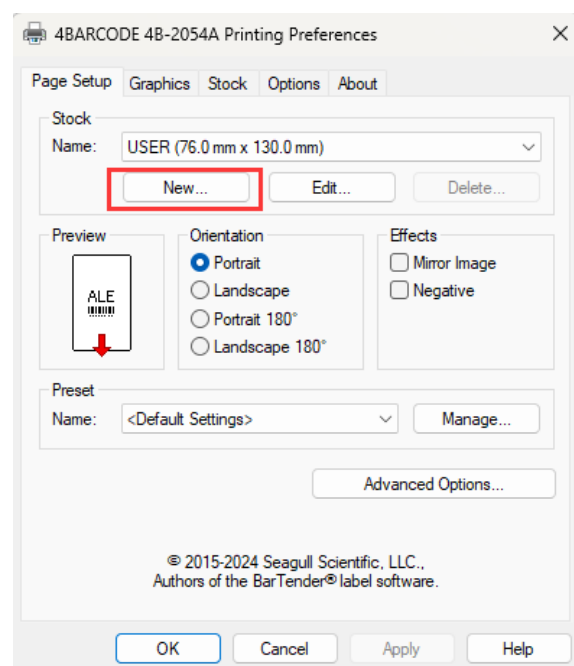 4BARCODE 4B-2054A Printing Preferences
Page Setup Graphics Stock Options About
Stock
Name: USER (76.0 mm x 130.0 mm)
New... Edit... Delete...
Preview Orientation Effects
Portrait Mirror Image
ALE Landscape Negative
Portrait 180°
Landscape 180°
Preset
Name: <Default Settings> Manage...
Advanced Options...
© 2015-2024 Seagull Scientific, LLC.,
Authors of the BarTender® label software.
OK Cancel Apply Help